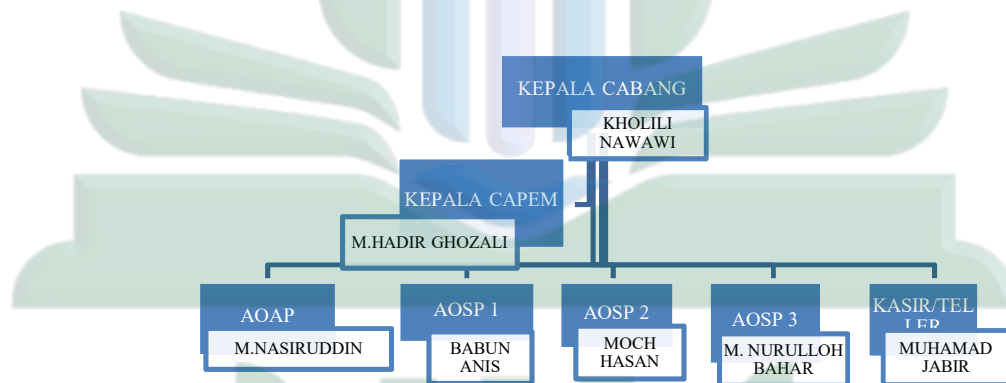 KEPALA CABANG
KHOLILI
NAWAWI
KEPALA CAPEM
M.HADIR GHOZALI
AOAP
M.NASIRUDDIN
AOSP 1
BABUN
ANIS
AOSP 2
MOCH
HASAN
AOSP 3
M. NURULLOH
BAHAR
KASIR/TEL
LER
MUHAMAD
JABIR